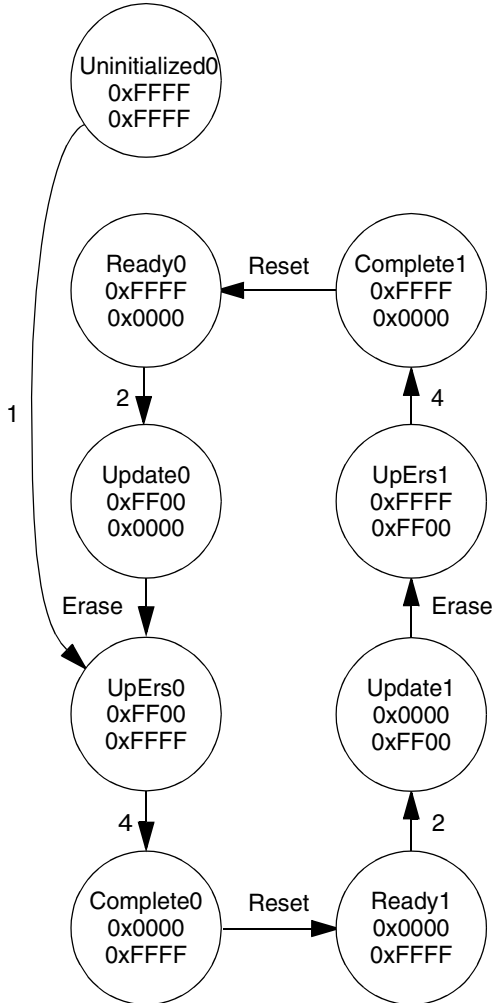 Uninitialized0
0xFFFF
0xFFFF
Ready0
0xFFFF
0x0000
Reset
Complete1
0xFFFF
0x0000
1
2
4
Update0
0xFF00
0x0000
UpErs1
0xFFFF
0xFF00
Erase
Erase
UpErs0
0xFF00
0xFFFF
Update1
0x0000
0xFF00
4
2
Complete0
0x0000
0xFFFF
Reset
Ready1
0x0000
0xFFFF